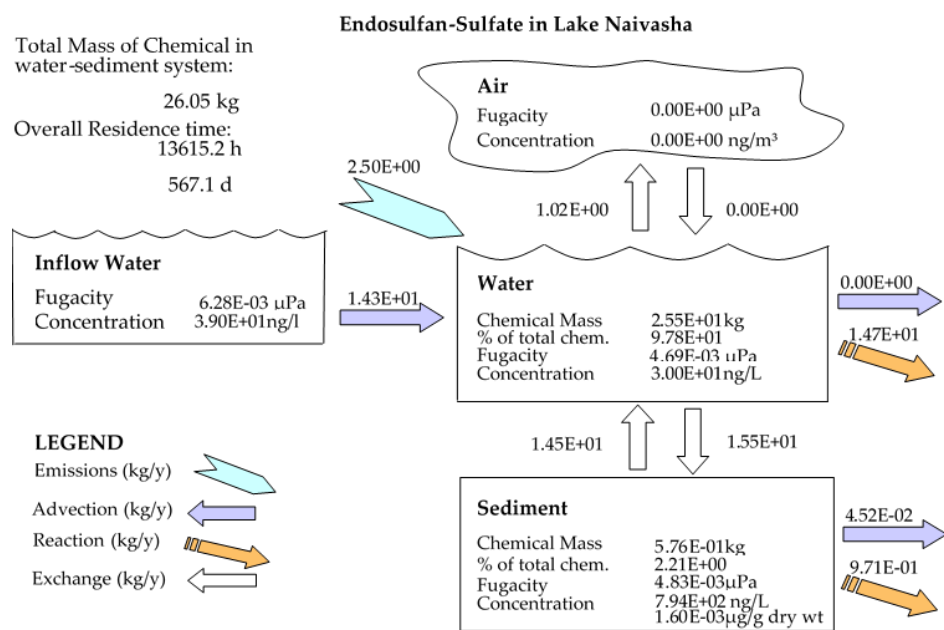 Endosulfan-Sulfate in Lake Naivasha
Total Mass of Chemical in
water-sediment system:
26.05 kg
Overall Residence time:
13615.2 h
567.1 d
Air
Fugacity 0.00E+00 µPa
Concentration 0.00E+00 ng/m³
2.50E+00
1.02E+00
0.00E+00
Inflow Water
Fugacity 6.28E-03 µPa
Concentration 3.90E+01ng/l
1.43E+01
Water
Chemical Mass 2.55E+01kg
% of total chem. 9.78E+01
Fugacity 4.69E-03 µPa
Concentration 3.00E+01ng/L
0.00E+00
1.47E+01
1.45E+01
1.55E+01
LEGEND
Emissions (kg/y)
Advection (kg/y)
Reaction (kg/y)
Exchange (kg/y)
Sediment
Chemical Mass 5.76E-01kg
% of total chem. 2.21E+00
Fugacity 4.83E-03µPa
Concentration 7.94E+02 ng/L
1.60E-03µg/g dry wt
4.52E-02
9.71E-01